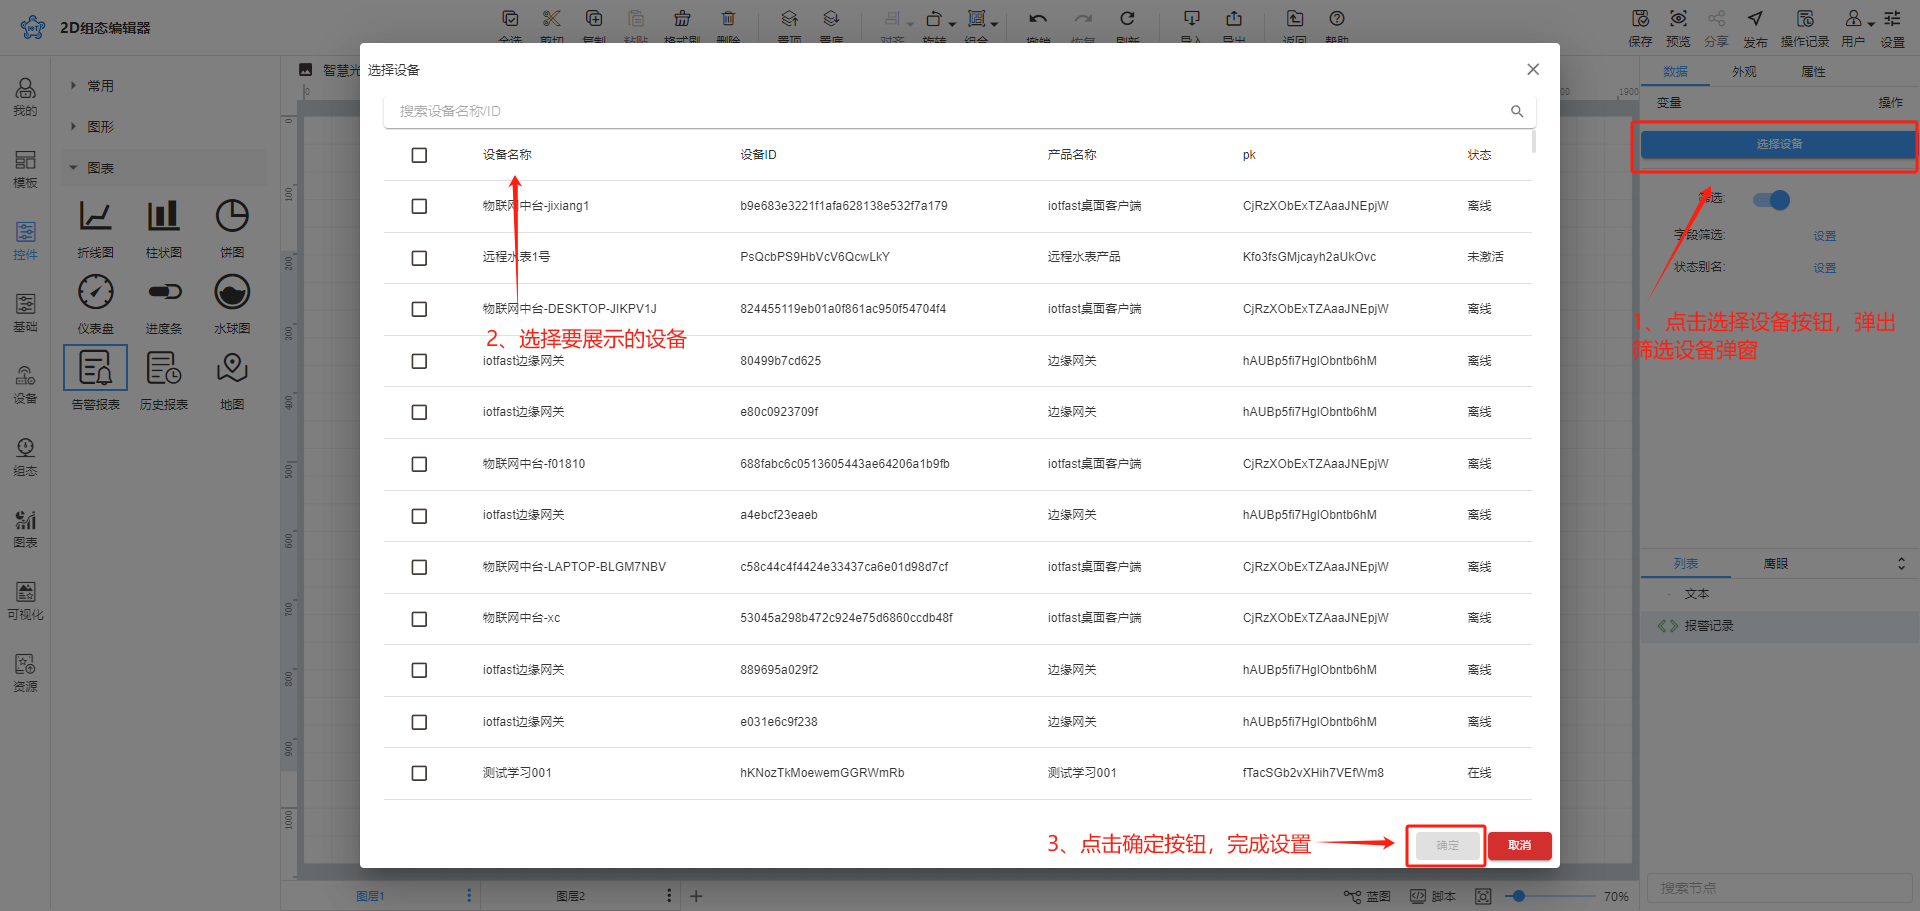 2D组态编辑器
全选 剪切 复制 粘贴 格式刷 删除 置顶 置底 对齐 旋转 组合 撤销 恢复 刷新 导入 导出 返回 帮助
保存 预览 分享 发布 操作记录 用户 设置
我的
模板
控件
基础
设备
组态
图表
可视化
资源
常用
图形
图表
折线图 柱状图 饼图
仪表盘 进度条 水球图
告警报表 历史报表 地图
智慧光
0
00
1900
0
100
200
200
400
500
600
700
800
900
1000
选择设备
搜索设备名称/ID
设备名称 设备ID 产品名称 pk 状态
物联网中台-jixiang1 b9e683e3221f1afa628138e532f7a179 iotfast桌面客户端 CjRzXObExTZAaaJNEpjW 离线
远程水表1号 PsQcbPS9HbVcV6QcwLkY 远程水表产品 Kfo3fsGMjcayh2aUkOvc 未激活
物联网中台-DESKTOP-JIKPV1J 824455119eb01a0f861ac950f54704f4 iotfast桌面客户端 CjRzXObExTZAaaJNEpjW 离线
2、选择要展示的设备
iotfast边缘网关 80499b7cd625 边缘网关 hAUBp5fi7HglObntb6hM 离线
iotfast边缘网关 e80c0923709f 边缘网关 hAUBp5fi7HglObntb6hM 离线
物联网中台-f01810 688fabc6c0513605443ae64206a1b9fb iotfast桌面客户端 CjRzXObExTZAaaJNEpjW 离线
iotfast边缘网关 a4ebcf23eaeb 边缘网关 hAUBp5fi7HglObntb6hM 离线
物联网中台-LAPTOP-BLGM7NBV c58c44c4f4424e33437ca6e01d98d7cf iotfast桌面客户端 CjRzXObExTZAaaJNEpjW 离线
物联网中台-xc 53045a298b472c924e75d6860ccdb48f iotfast桌面客户端 CjRzXObExTZAaaJNEpjW 离线
iotfast边缘网关 889695a029f2 边缘网关 hAUBp5fi7HglObntb6hM 离线
iotfast边缘网关 e031e6c9f238 边缘网关 hAUBp5fi7HglObntb6hM 离线
测试学习001 hKNozTkMoewemGGRWmRb 测试学习001 fTacSGb2vXHih7VEfWm8 在线
3、点击确定按钮，完成设置
确定 取消
数据 外观 属性
变量 操作
选择设备
筛选:
字段筛选: 设置
状态别名: 设置
1、点击选择设备按钮，弹出
筛选设备弹窗
列表 鹰眼
文本
报警记录
搜索节点
图层1 图层2
蓝图 脚本 70%